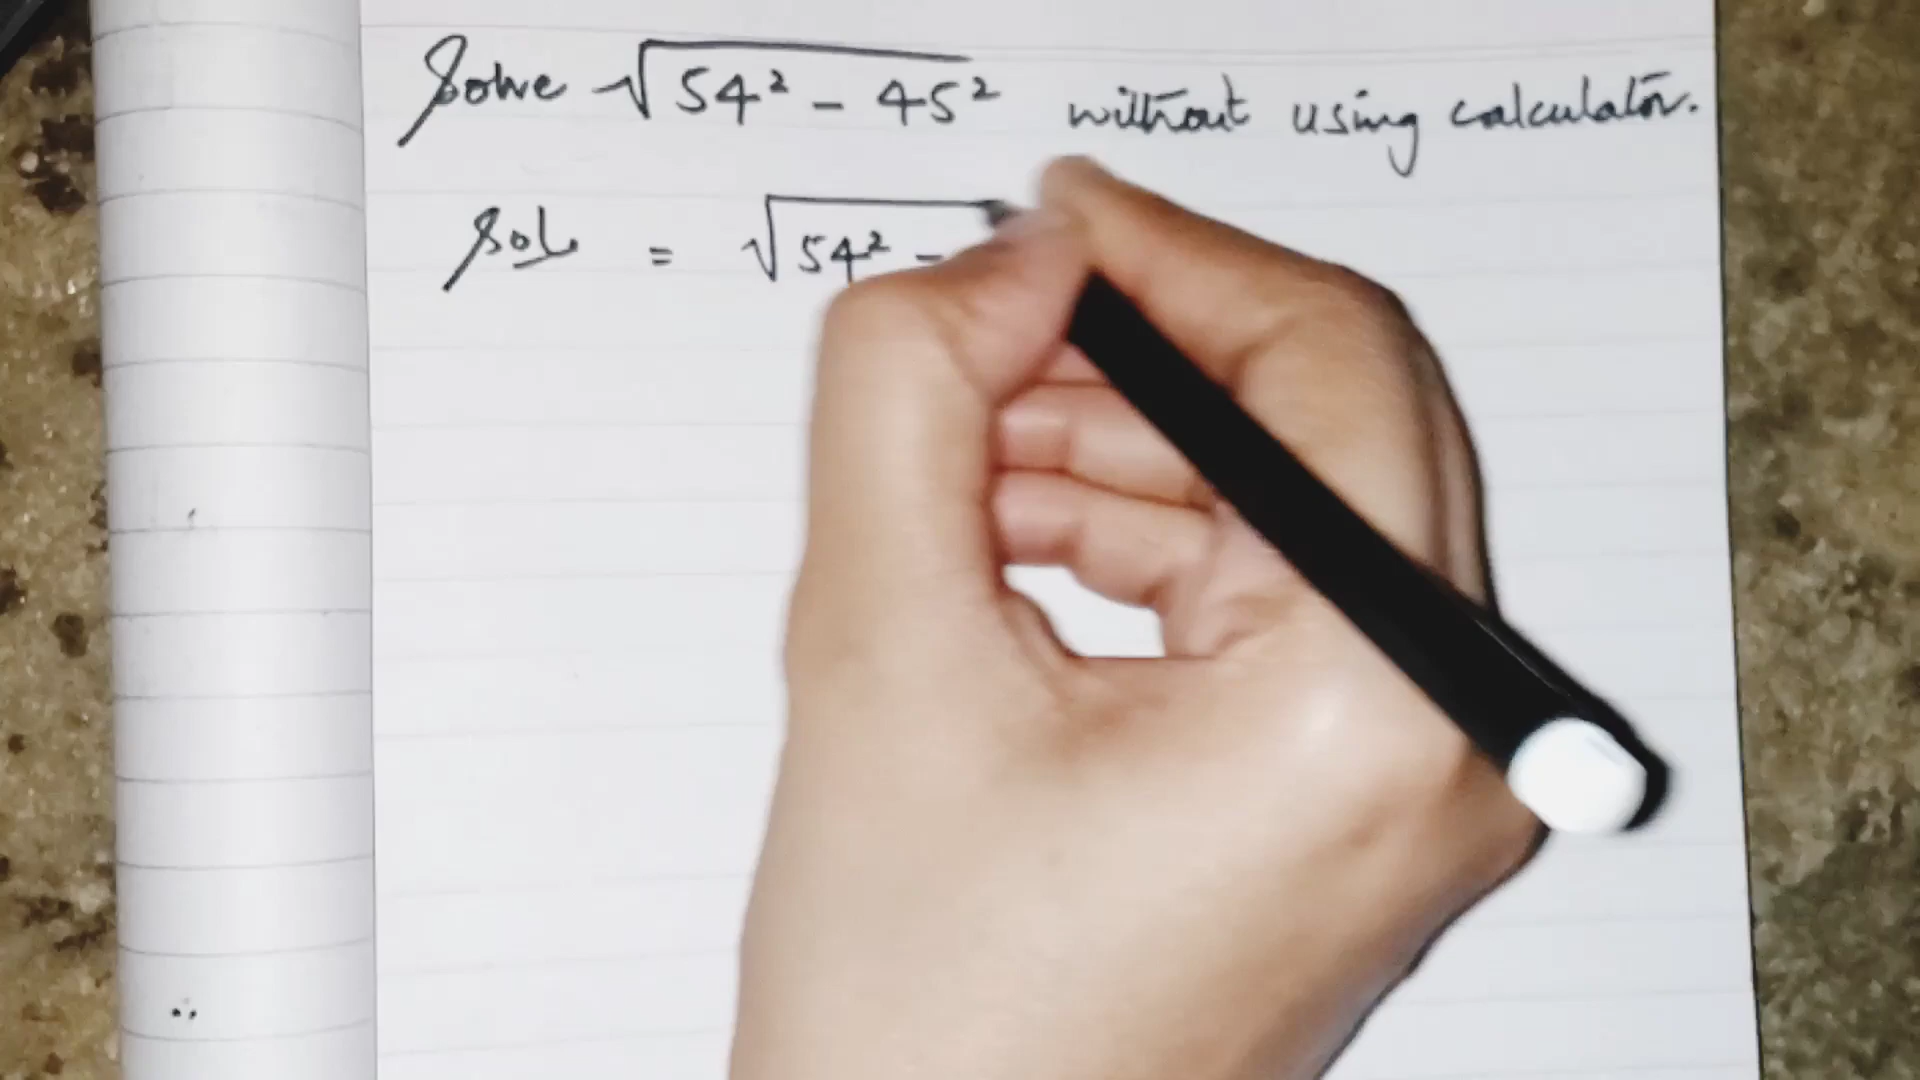 Solve √54² - 45² without using calculator.
Sol = √54² -